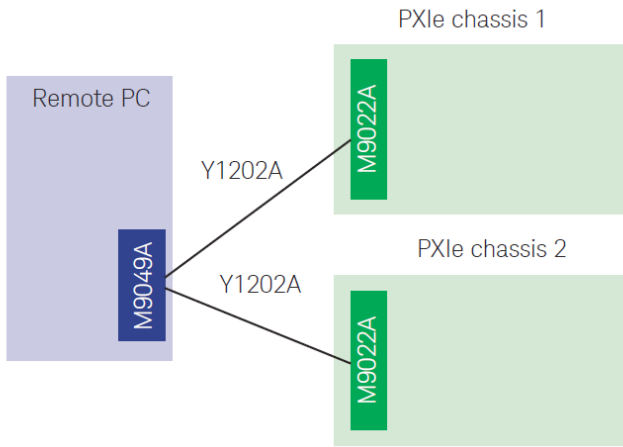 PXIe chassis 1
Remote PC
M9022A
Y1202A
M9049A
PXIe chassis 2
Y1202A
M9022A